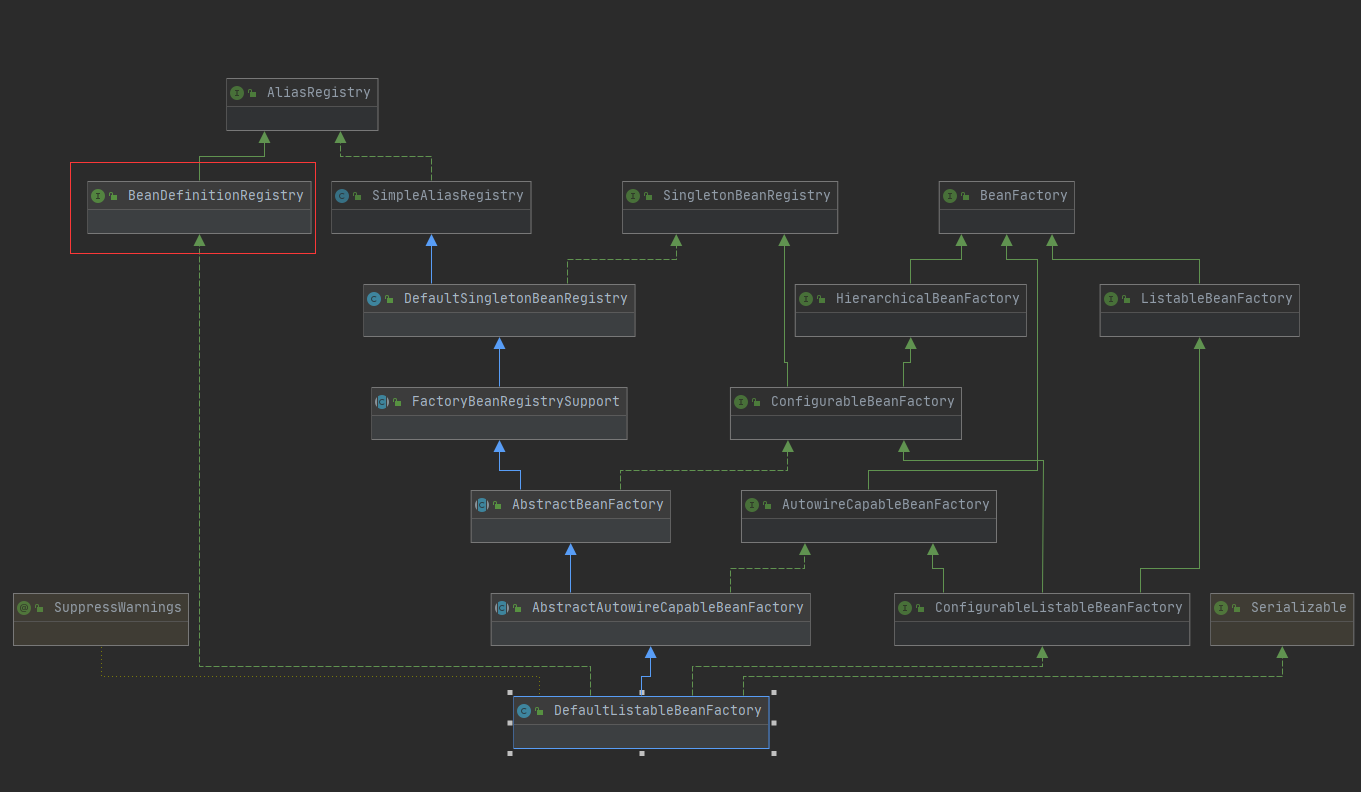 AliasRegistry
BeanDefinitionRegistry
SimpleAliasRegistry
SingletonBeanRegistry
BeanFactory
DefaultSingletonBeanRegistry
HierarchicalBeanFactory
ListableBeanFactory
FactoryBeanRegistrySupport
ConfigurableBeanFactory
AbstractBeanFactory
AutowireCapableBeanFactory
SuppressWarnings
AbstractAutowireCapableBeanFactory
ConfigurableListableBeanFactory
Serializable
DefaultListableBeanFactory